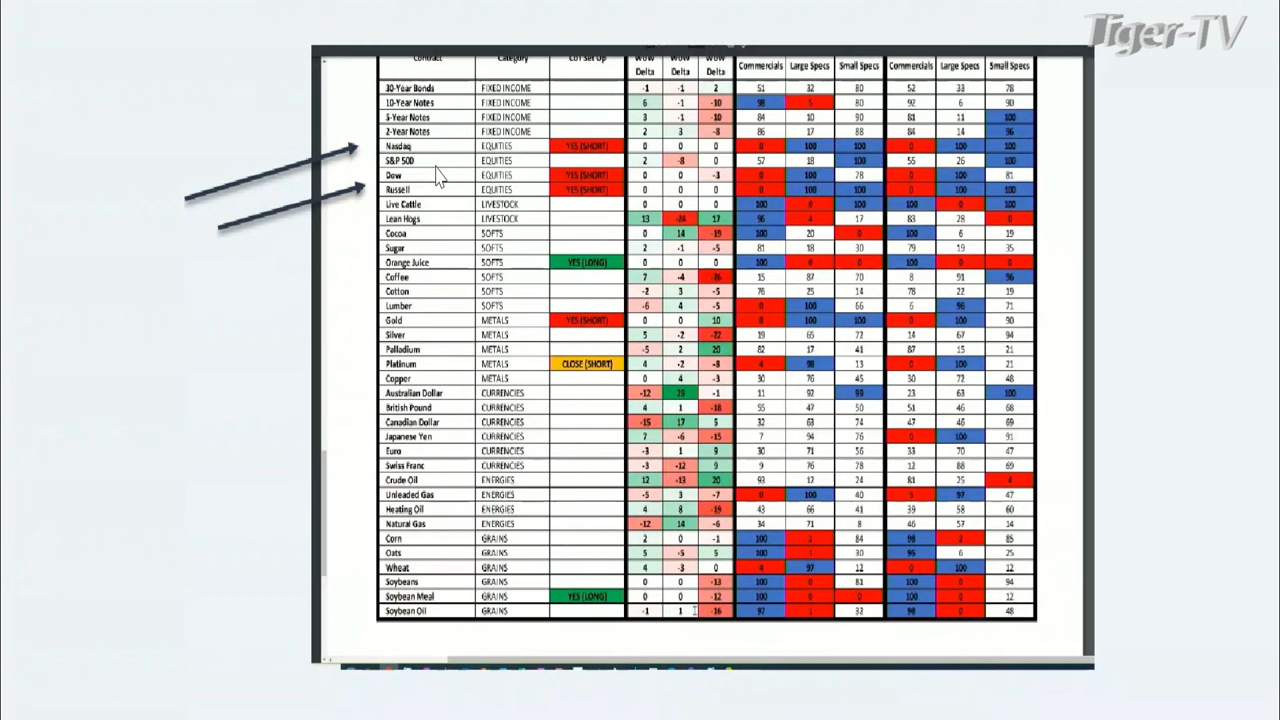 Tiger-TV
Contract Category CoT Set Up WoW Delta WoW Delta WoW Delta Commercials Large Specs Small Specs Commercials Large Specs Small Specs
30-Year Bonds FIXED INCOME -1 -1 2 51 32 80 52 33 78
10-Year Notes FIXED INCOME 6 -1 -10 98 5 80 92 6 90
5-Year Notes FIXED INCOME 3 -1 -10 84 10 90 81 11 100
2-Year Notes FIXED INCOME 2 3 -8 86 17 88 84 14 96
Nasdaq EQUITIES YES (SHORT) 0 0 0 0 100 100 0 100 100
S&P 500 EQUITIES 2 -8 0 57 18 100 55 26 100
Dow EQUITIES YES (SHORT) 0 0 -3 0 100 78 0 100 81
Russell EQUITIES YES (SHORT) 0 0 0 0 100 100 0 100 100
Live Cattle LIVESTOCK 0 0 0 100 0 100 100 0 100
Lean Hogs LIVESTOCK 13 -24 17 96 4 17 83 28 0
Cocoa SOFTS 0 14 -19 100 20 0 100 6 19
Sugar SOFTS 2 -1 -5 81 18 30 79 19 35
Orange Juice SOFTS YES (LONG) 0 0 0 100 0 0 100 0 0
Coffee SOFTS 7 -4 -26 15 87 70 8 91 96
Cotton SOFTS -2 3 -5 76 25 14 78 22 19
Lumber SOFTS -6 4 -5 0 100 66 6 96 71
Gold METALS YES (SHORT) 0 0 10 0 100 100 0 100 90
Silver METALS 5 -2 -22 19 65 72 14 67 94
Palladium METALS -5 2 20 82 17 41 87 15 21
Platinum METALS CLOSE (SHORT) 4 -2 -8 4 98 13 0 100 21
Copper METALS 0 4 -3 30 76 45 30 72 48
Australian Dollar CURRENCIES -12 29 -1 11 92 99 23 63 100
British Pound CURRENCIES 4 1 -18 55 47 50 51 46 68
Canadian Dollar CURRENCIES -15 17 5 32 63 74 47 46 69
Japanese Yen CURRENCIES 7 -6 -15 7 94 76 0 100 91
Euro CURRENCIES -3 1 9 30 71 56 33 70 47
Swiss Franc CURRENCIES -3 -12 9 9 76 78 12 88 69
Crude Oil ENERGIES 12 -13 20 93 12 24 81 25 4
Unleaded Gas ENERGIES -5 3 -7 0 100 40 5 97 47
Heating Oil ENERGIES 4 8 -19 43 66 41 39 58 60
Natural Gas ENERGIES -12 14 -6 34 71 8 46 57 14
Corn GRAINS 2 0 -1 100 2 84 98 2 85
Oats GRAINS 5 -5 5 100 1 30 95 6 25
Wheat GRAINS 4 -3 0 4 97 12 0 100 12
Soybeans GRAINS 0 0 -13 100 0 81 100 0 94
Soybean Meal GRAINS YES (LONG) 0 0 -12 100 0 0 100 0 12
Soybean Oil GRAINS -1 1 -16 97 1 32 98 0 48